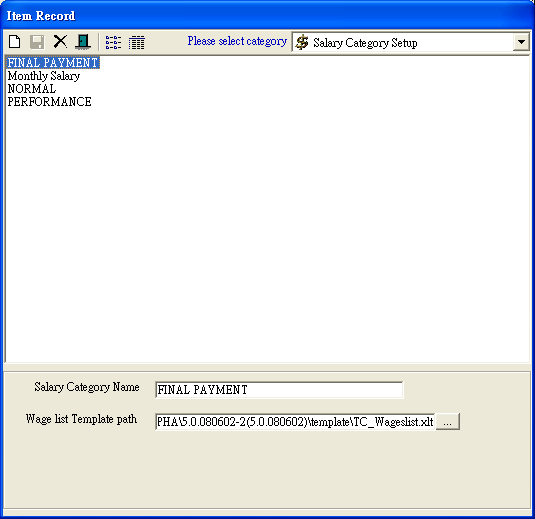 Item Record
Please select category Salary Category Setup
FINAL PAYMENT
Monthly Salary
NORMAL
PERFORMANCE
Salary Category Name FINAL PAYMENT
Wage list Template path PHA\5.0.080602-2(5.0.080602)\template\TC_Wageslist.xlt ...